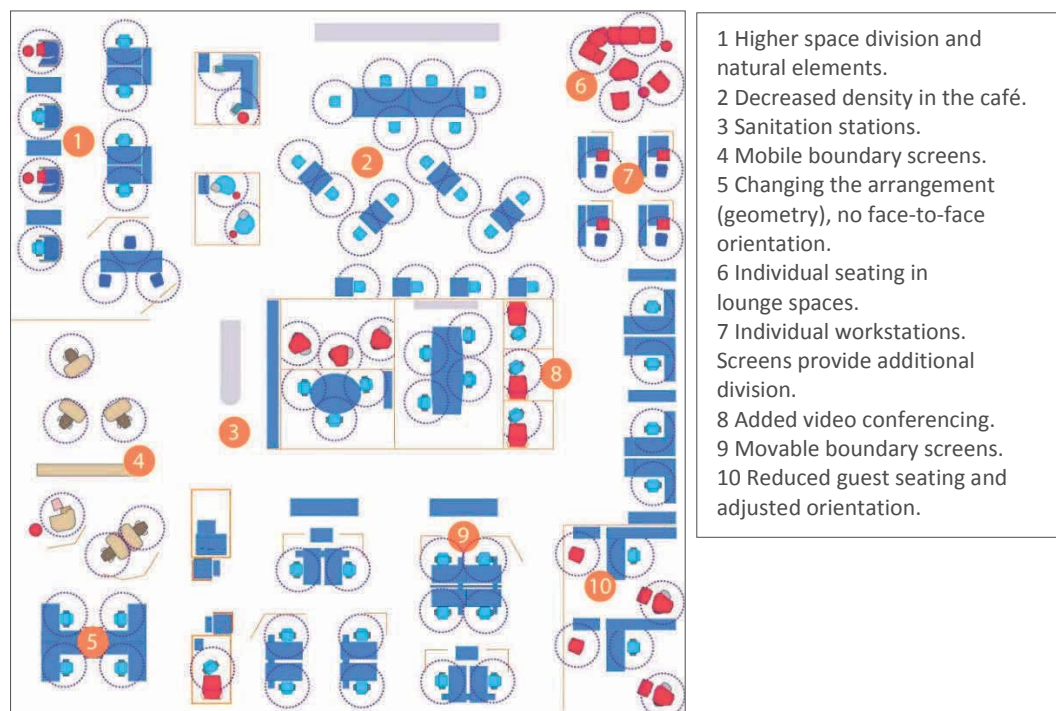 1
2
3
4
5
6
7
8
9
10
1 Higher space division and
natural elements.
2 Decreased density in the café.
3 Sanitation stations.
4 Mobile boundary screens.
5 Changing the arrangement
(geometry), no face-to-face
orientation.
6 Individual seating in
lounge spaces.
7 Individual workstations.
Screens provide additional
division.
8 Added video conferencing.
9 Movable boundary screens.
10 Reduced guest seating and
adjusted orientation.